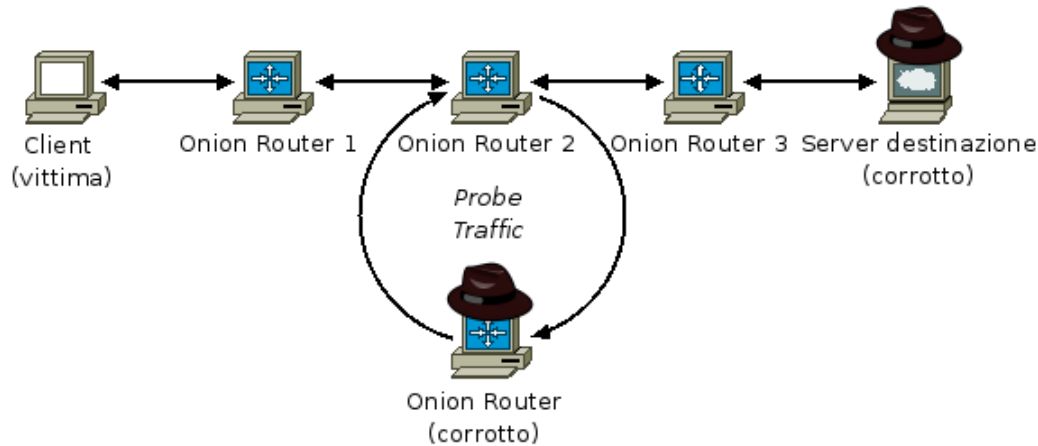 Client
(vittima)
Onion Router 1
Onion Router 2
Onion Router 3
Server destinazione
(corrotto)
Probe
Traffic
Onion Router
(corrotto)